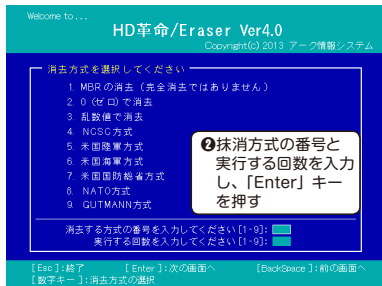 Welcome to...
HD革命/Eraser Ver4.0
Copyright(C) 2013 アーク情報システム
消去方式を選択してください
1. MBRの消去（完全消去ではありません）
2. 0（ゼロ）で消去
3. 乱数値で消去
4. NCSC方式
5. 米国陸軍方式
6. 米国海軍方式
7. 米国国防総省方式
8. NATO方式
9. GUTMANN方式
❷抹消方式の番号と
実行する回数を入力
し、「Enter」キー
を押す
消去する方式の番号を入力してください[1-9]:
実行する回数を入力してください[1-9]:
[Esc]:終了 [Enter]:次の画面へ [BackSpace]:前の画面へ
[数字キー]:消去方式の選択